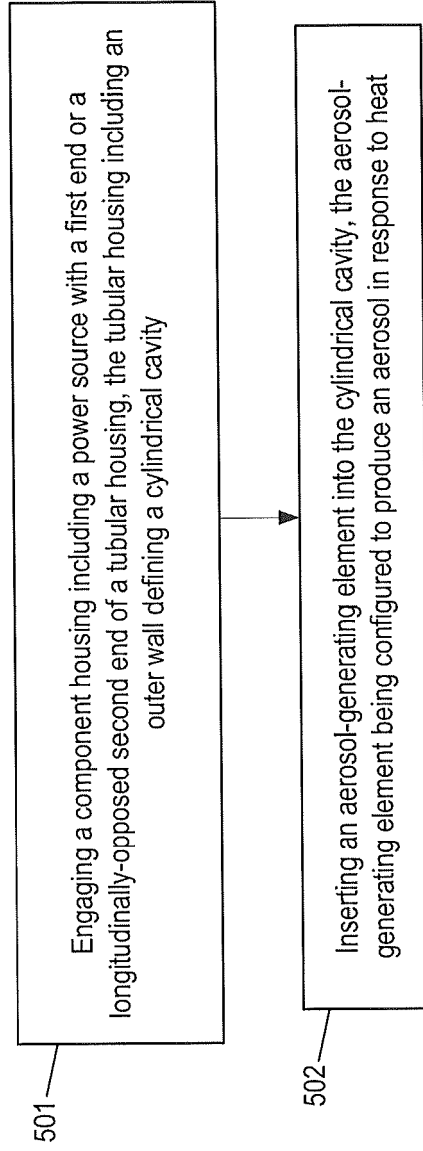 501
Engaging a component housing including a power source with a first end or a
longitudinally-opposed second end of a tubular housing, the tubular housing including an
outer wall defining a cylindrical cavity
502
Inserting an aerosol-generating element into the cylindrical cavity, the aerosol-
generating element being configured to produce an aerosol in response to heat